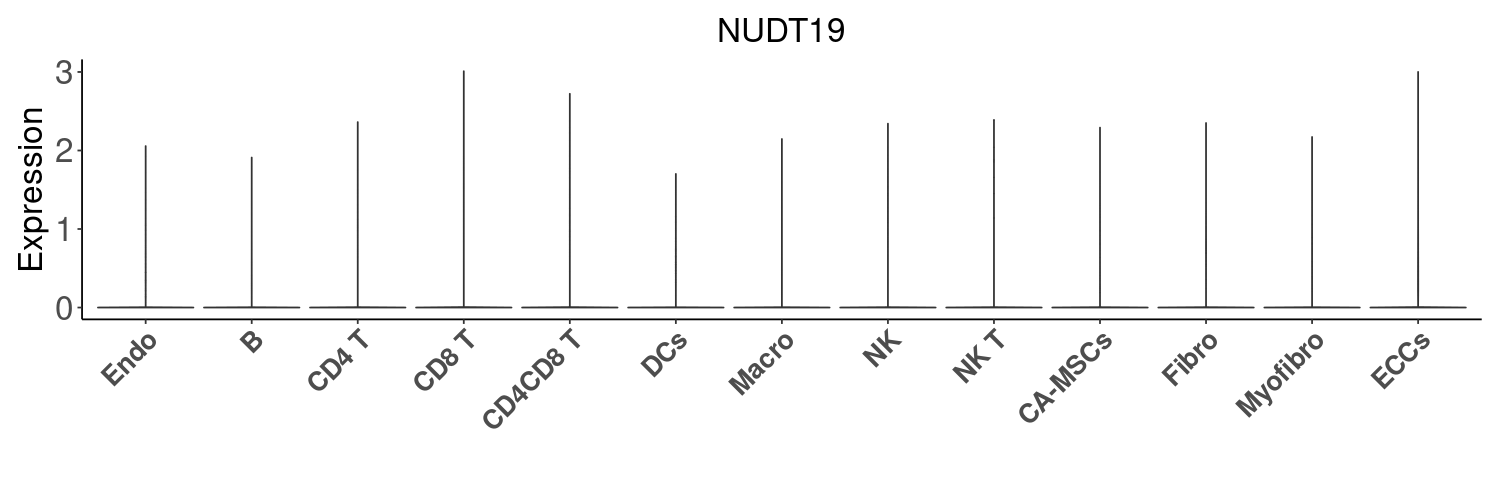 NUDT19
Expression
3
2
1
0
Endo
B
CD4 T
CD8 T
CD4CD8 T
DCs
Macro
NK
NK T
CA-MSCs
Fibro
Myofibro
ECCs